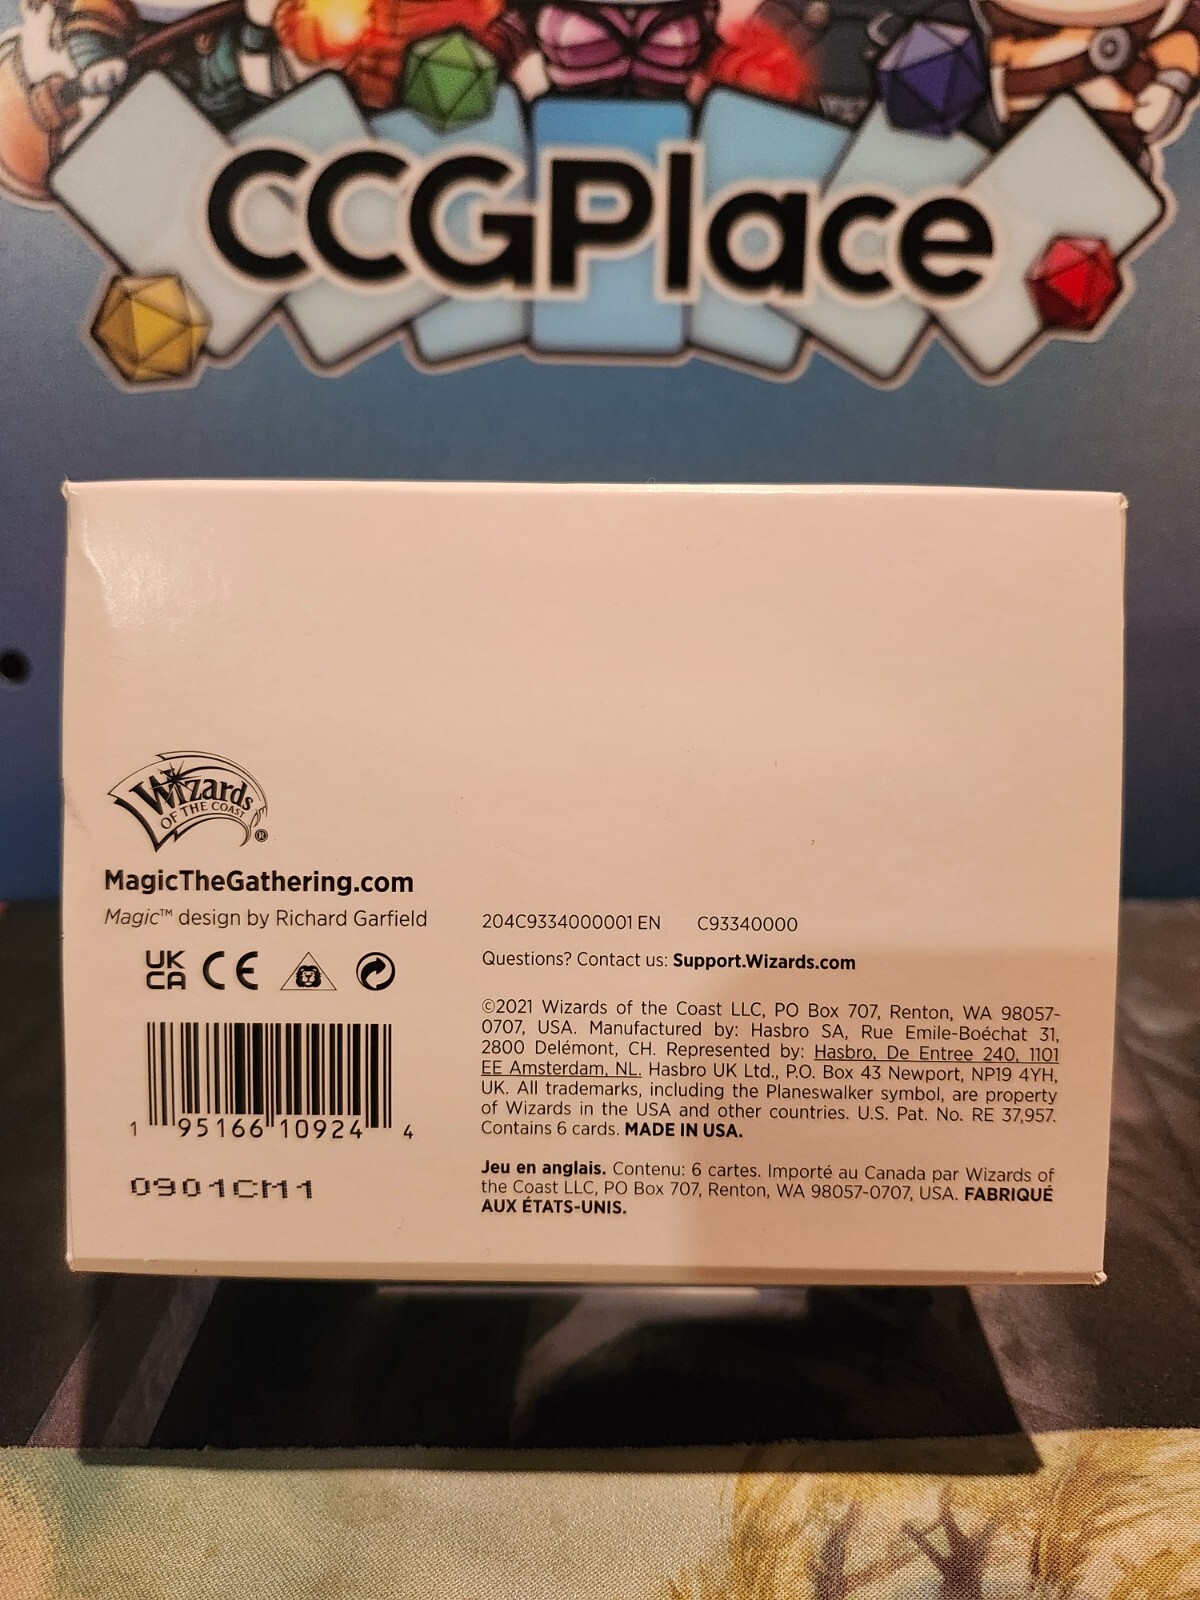 CCGPlace
Wizards
OF THE COAST
®
MagicTheGathering.com
Magic™ design by Richard Garfield
UK
CA CE
1 95166 10924 4
0901CM1
204C9334000001 EN C93340000
Questions? Contact us: Support.Wizards.com
©2021 Wizards of the Coast LLC, PO Box 707, Renton, WA 98057-
0707, USA. Manufactured by: Hasbro SA, Rue Emile-Boéchat 31,
2800 Delémont, CH. Represented by: Hasbro, De Entree 240, 1101
EE Amsterdam, NL. Hasbro UK Ltd., P.O. Box 43 Newport, NP19 4YH,
UK. All trademarks, including the Planeswalker symbol, are property
of Wizards in the USA and other countries. U.S. Pat. No. RE 37,957.
Contains 6 cards. MADE IN USA.
Jeu en anglais. Contenu: 6 cartes. Importé au Canada par Wizards of
the Coast LLC, PO Box 707, Renton, WA 98057-0707, USA. FABRIQUÉ
AUX ÉTATS-UNIS.